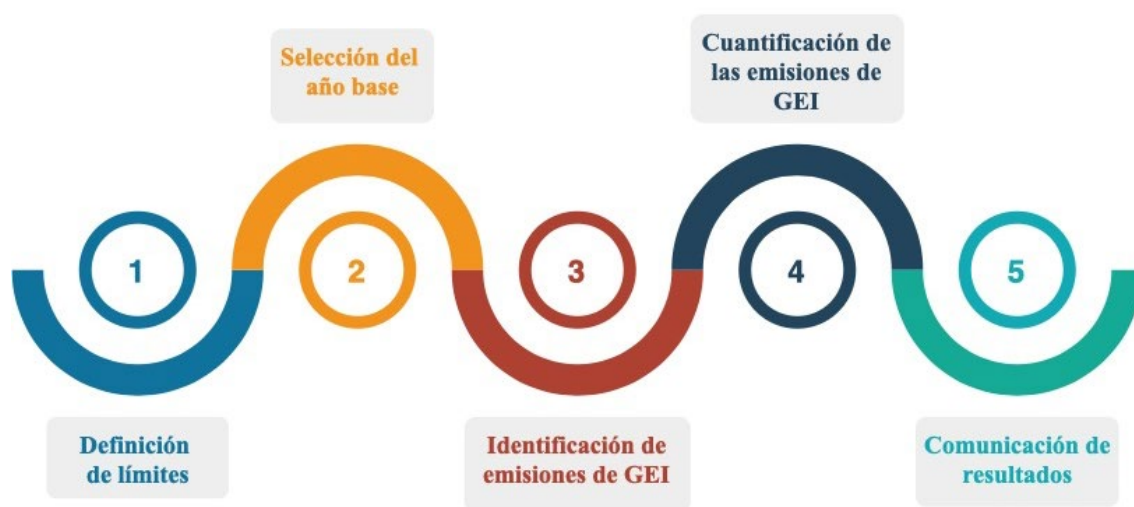 1
Definición
de límites
2
Selección del
año base
3
Identificación de
emisiones de GEI
4
Cuantificación de
las emisiones de
GEI
5
Comunicación de
resultados